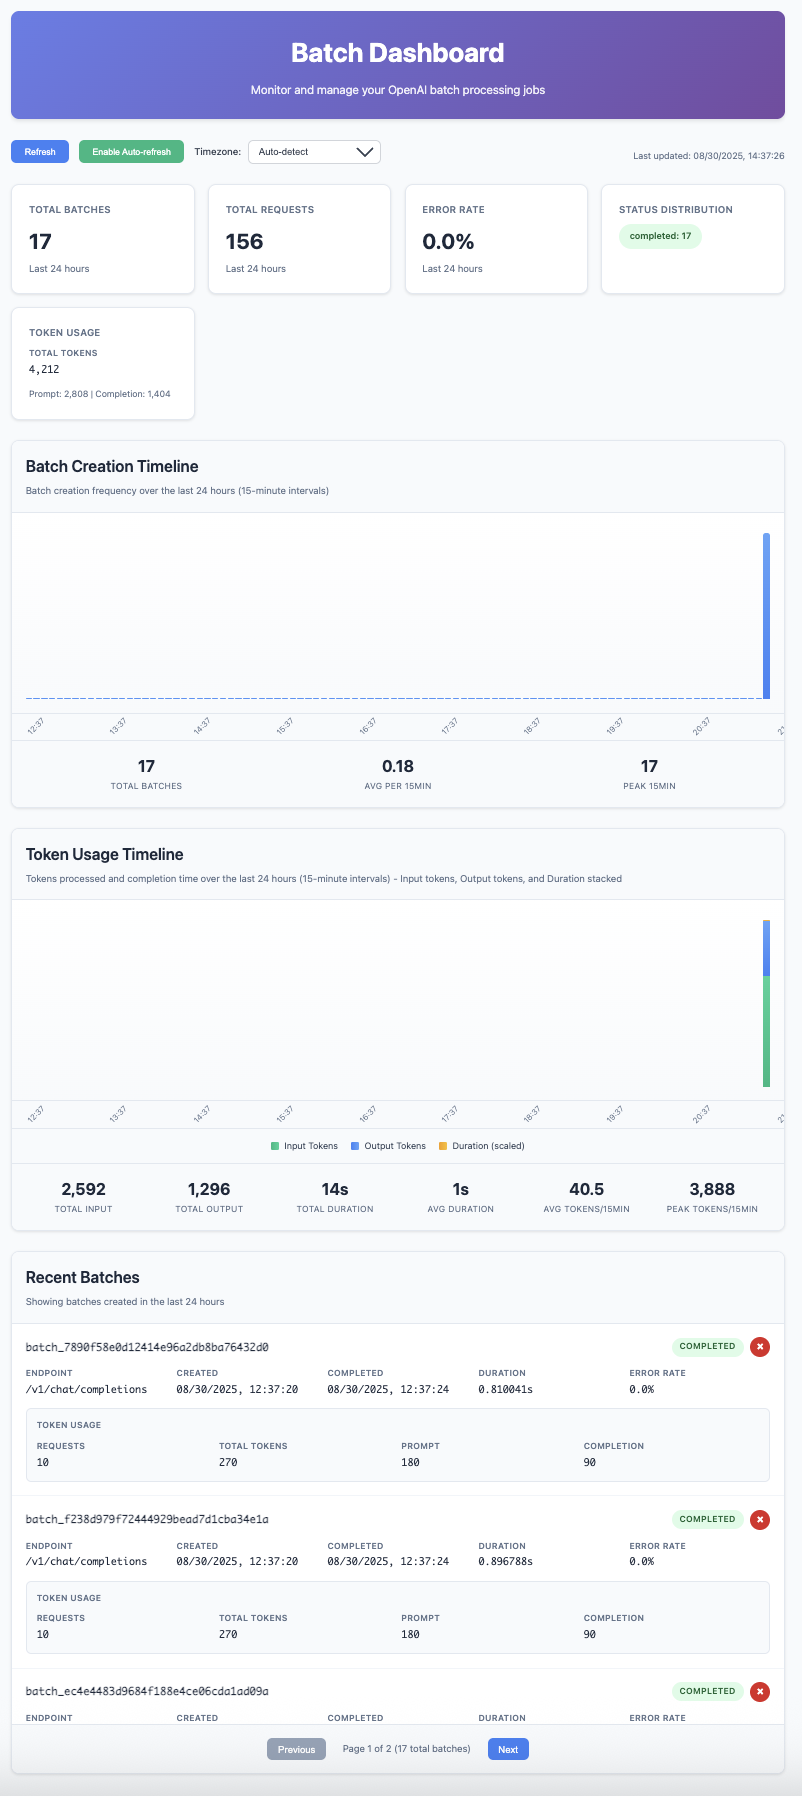 Batch Dashboard
Monitor and manage your OpenAI batch processing jobs
Refresh
Enable Auto-refresh
Timezone:
Auto-detect
Last updated: 08/30/2025, 14:37:26
TOTAL BATCHES
17
Last 24 hours
TOTAL REQUESTS
156
Last 24 hours
ERROR RATE
0.0%
Last 24 hours
STATUS DISTRIBUTION
completed: 17
TOKEN USAGE
TOTAL TOKENS
4,212
Prompt: 2,808 | Completion: 1,404
Batch Creation Timeline
Batch creation frequency over the last 24 hours (15-minute intervals)
12:37 13:37 14:37 15:37 16:37 17:37 18:37 19:37 20:37
17 0.18 17
TOTAL BATCHES AVG PER 15MIN PEAK 15MIN
Token Usage Timeline
Tokens processed and completion time over the last 24 hours (15-minute intervals) - Input tokens, Output tokens, and Duration stacked
12:37 13:37 14:37 15:37 16:37 17:37 18:37 19:37 20:37
Input Tokens Output Tokens Duration (scaled)
2,592 1,296 14s 1s 40.5 3,888
TOTAL INPUT TOTAL OUTPUT TOTAL DURATION AVG DURATION AVG TOKENS/15MIN PEAK TOKENS/15MIN
Recent Batches
Showing batches created in the last 24 hours
batch_7890f58e0d12414e96a2db8ba76432d0 COMPLETED
ENDPOINT CREATED COMPLETED DURATION ERROR RATE
/v1/chat/completions 08/30/2025, 12:37:20 08/30/2025, 12:37:24 0.810041s 0.0%
TOKEN USAGE
REQUESTS TOTAL TOKENS PROMPT COMPLETION
10 270 180 90
batch_f238d979f72444929bead7d1cba34e1a COMPLETED
ENDPOINT CREATED COMPLETED DURATION ERROR RATE
/v1/chat/completions 08/30/2025, 12:37:20 08/30/2025, 12:37:24 0.896788s 0.0%
TOKEN USAGE
REQUESTS TOTAL TOKENS PROMPT COMPLETION
10 270 180 90
batch_ec4e4483d9684f188e4ce06cda1ad09a COMPLETED
ENDPOINT CREATED COMPLETED DURATION ERROR RATE
Previous Page 1 of 2 (17 total batches) Next